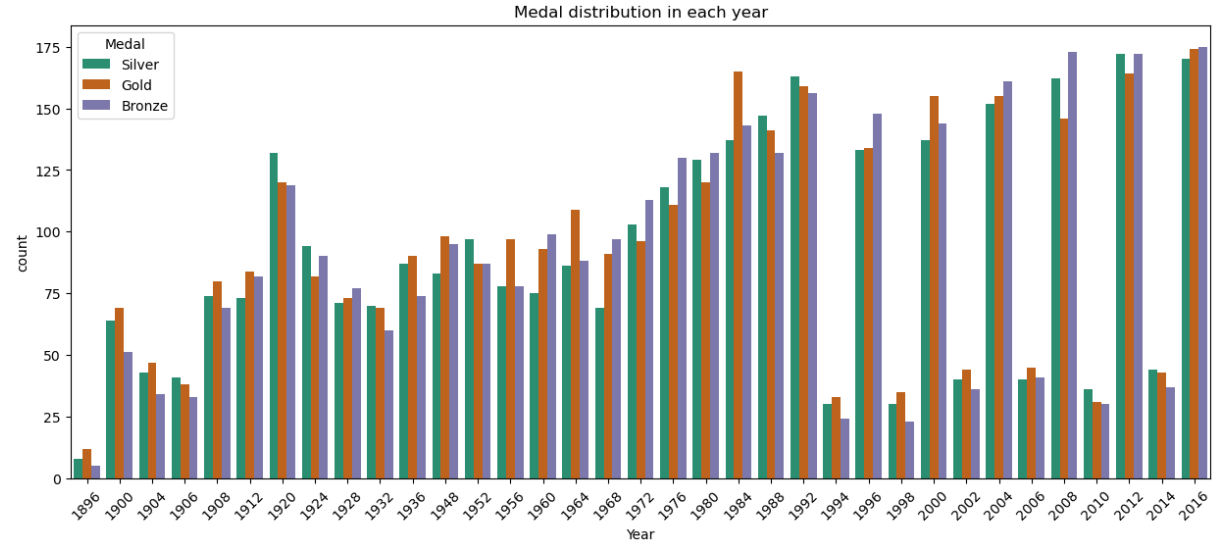 Medal distribution in each year
Medal
Silver
Gold
Bronze
175
150
125
100
75
50
25
0
count
1896 1900 1904 1906 1908 1912 1920 1924 1928 1932 1936 1948 1952 1956 1960 1964 1968 1972 1976 1980 1984 1988 1992 1994 1996 1998 2000 2002 2004 2006 2008 2010 2012 2014 2016
Year